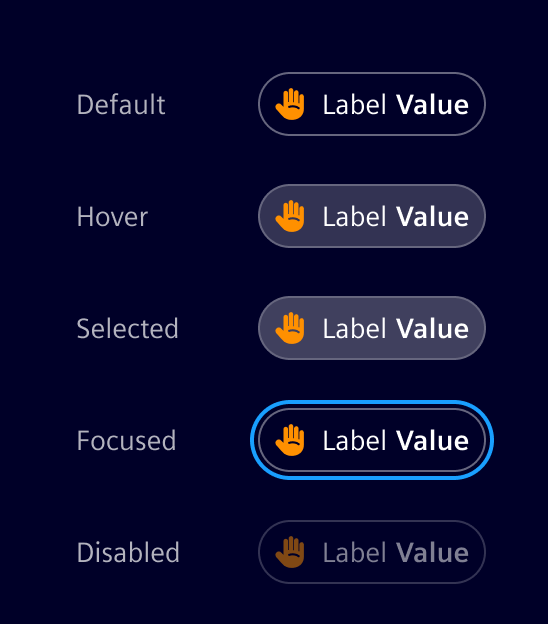 Default Label Value
Hover Label Value
Selected Label Value
Focused Label Value
Disabled Label Value